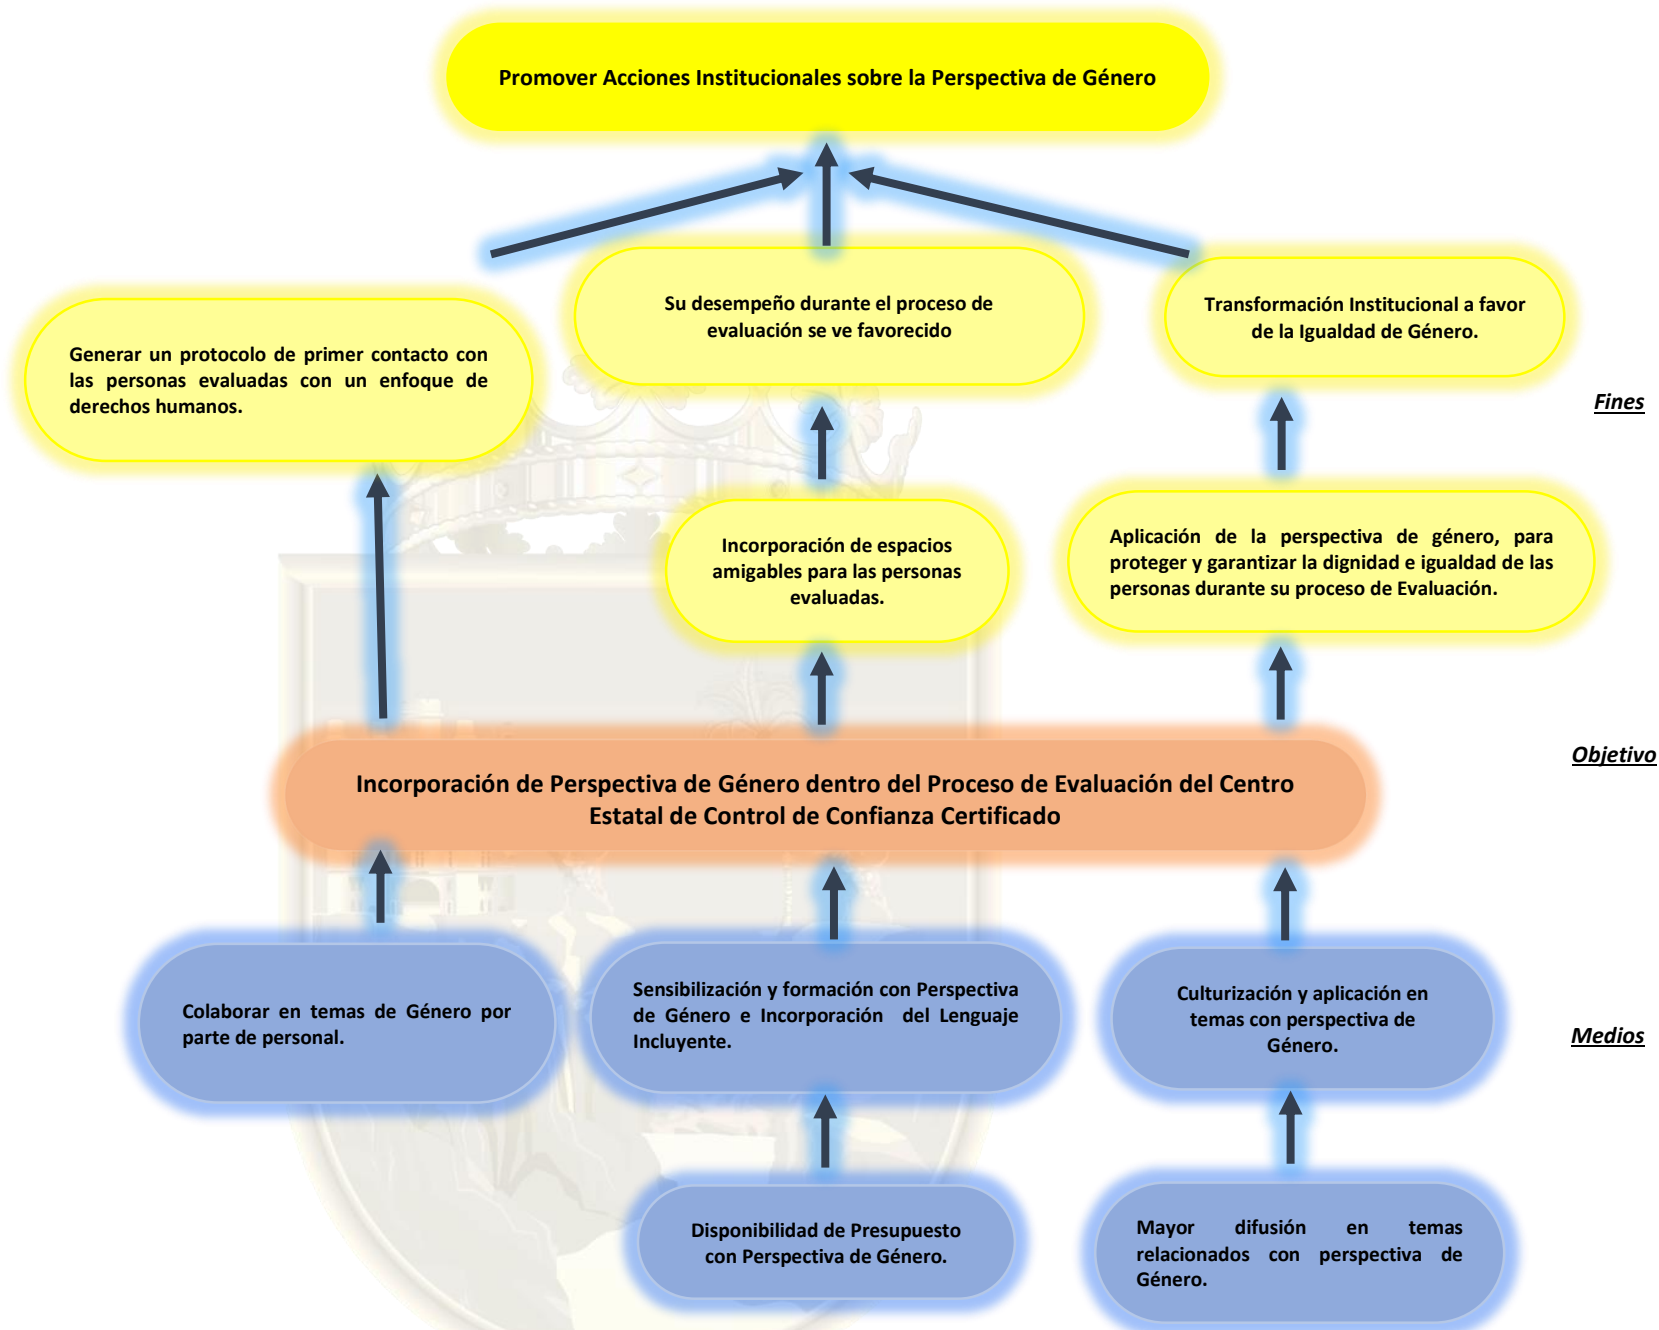 Promover Acciones Institucionales sobre la Perspectiva de Género
Su desempeño durante el proceso de
evaluación se ve favorecido
Transformación Institucional a favor
de la Igualdad de Género.
Generar un protocolo de primer contacto con
las personas evaluadas con un enfoque de
derechos humanos.
Fines
Incorporación de espacios
amigables para las personas
evaluadas.
Aplicación de la perspectiva de género, para
proteger y garantizar la dignidad e igualdad de las
personas durante su proceso de Evaluación.
Objetivo
Incorporación de Perspectiva de Género dentro del Proceso de Evaluación del Centro
Estatal de Control de Confianza Certificado
Colaborar en temas de Género por
parte de personal.
Sensibilización y formación con Perspectiva
de Género e Incorporación del Lenguaje
Incluyente.
Culturización y aplicación en
temas con perspectiva de
Género.
Medios
Disponibilidad de Presupuesto
con Perspectiva de Género.
Mayor difusión en temas
relacionados con perspectiva de
Género.